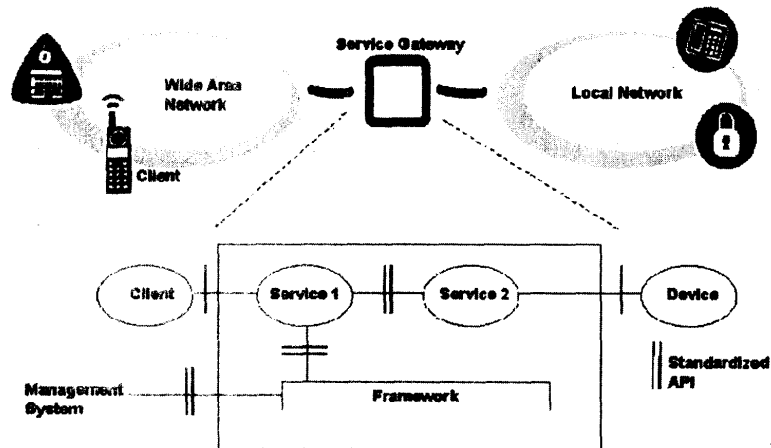 Service Gateway
Wide Area
Network
Local Network
Client
Client
Service 1
Service 2
Device
Standardized
API
Management
System
Framework